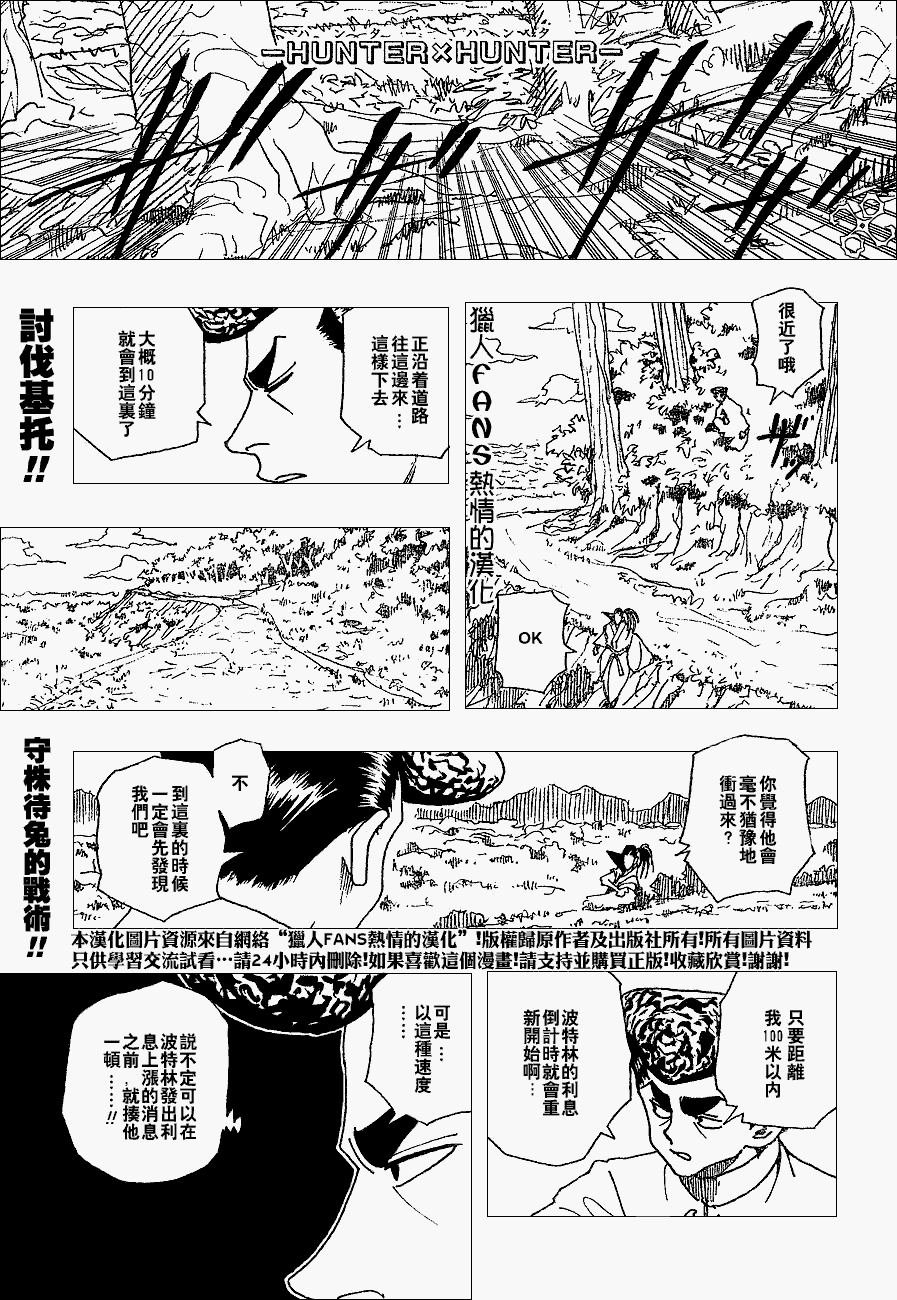 ハンター ハンター
HUNTER×HUNTER
很近了哦
ザッ
獵人FANS熱情的漢化
OK
正沿着道路
往這邊來…
這樣下去
大概10分鐘
就會到這裏了
討伐基托!!
你覺得他會
毫不猶豫地
衝過來?
不
到這裏的時候
一定會先發現
我們吧
守株待兔的戰術!!
本漢化圖片資源來自網絡“獵人FANS熱情的漢化”!版權歸原作者及出版社所有!所有圖片資料
只供學習交流試看…請24小時內刪除!如果喜歡這個漫畫!請支持並購買正版!收藏欣賞!謝謝!
只要距離
我100米以內
波特林的利息
倒計時就會重
新開始啊…
可是…
以這種速度
……
説不定可以在
波特林發出利
息上漲的消息
之前，就揍他
一頓……!!